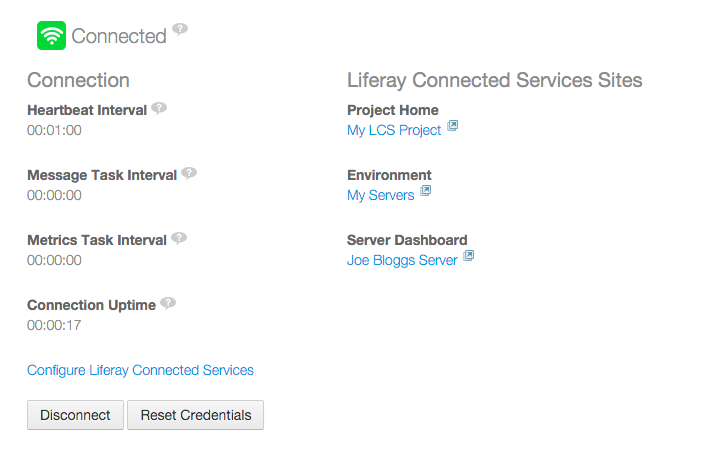 Connected ?
Connection
Heartbeat Interval ?
00:01:00
Message Task Interval ?
00:00:00
Metrics Task Interval ?
00:00:00
Connection Uptime ?
00:00:17
Configure Liferay Connected Services
Disconnect Reset Credentials
Liferay Connected Services Sites
Project Home
My LCS Project
Environment
My Servers
Server Dashboard
Joe Bloggs Server